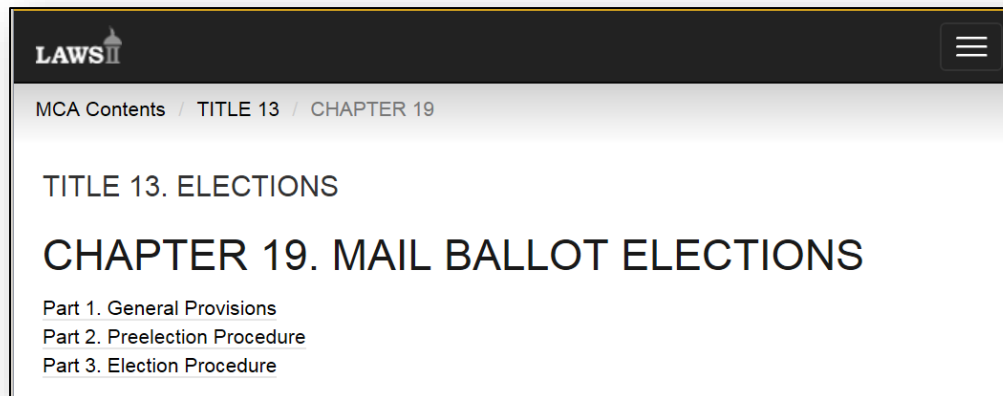 LAWS
MCA Contents / TITLE 13 / CHAPTER 19
TITLE 13. ELECTIONS
CHAPTER 19. MAIL BALLOT ELECTIONS
Part 1. General Provisions
Part 2. Preelection Procedure
Part 3. Election Procedure